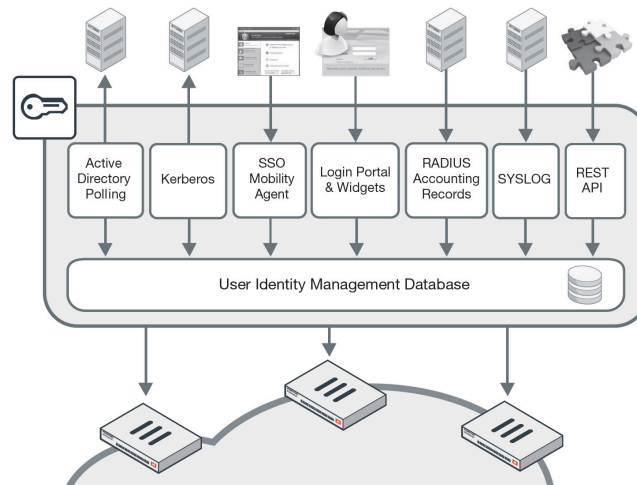 Active
Directory
Polling
Kerberos
SSO
Mobility
Agent
Login Portal
& Widgets
RADIUS
Accounting
Records
SYSLOG
REST
API
User Identity Management Database